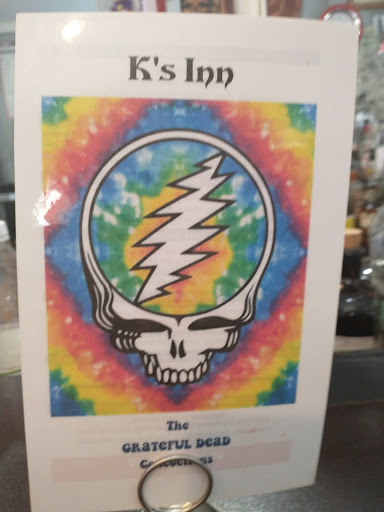 K's Inn
The
GRATEFUL DEAD